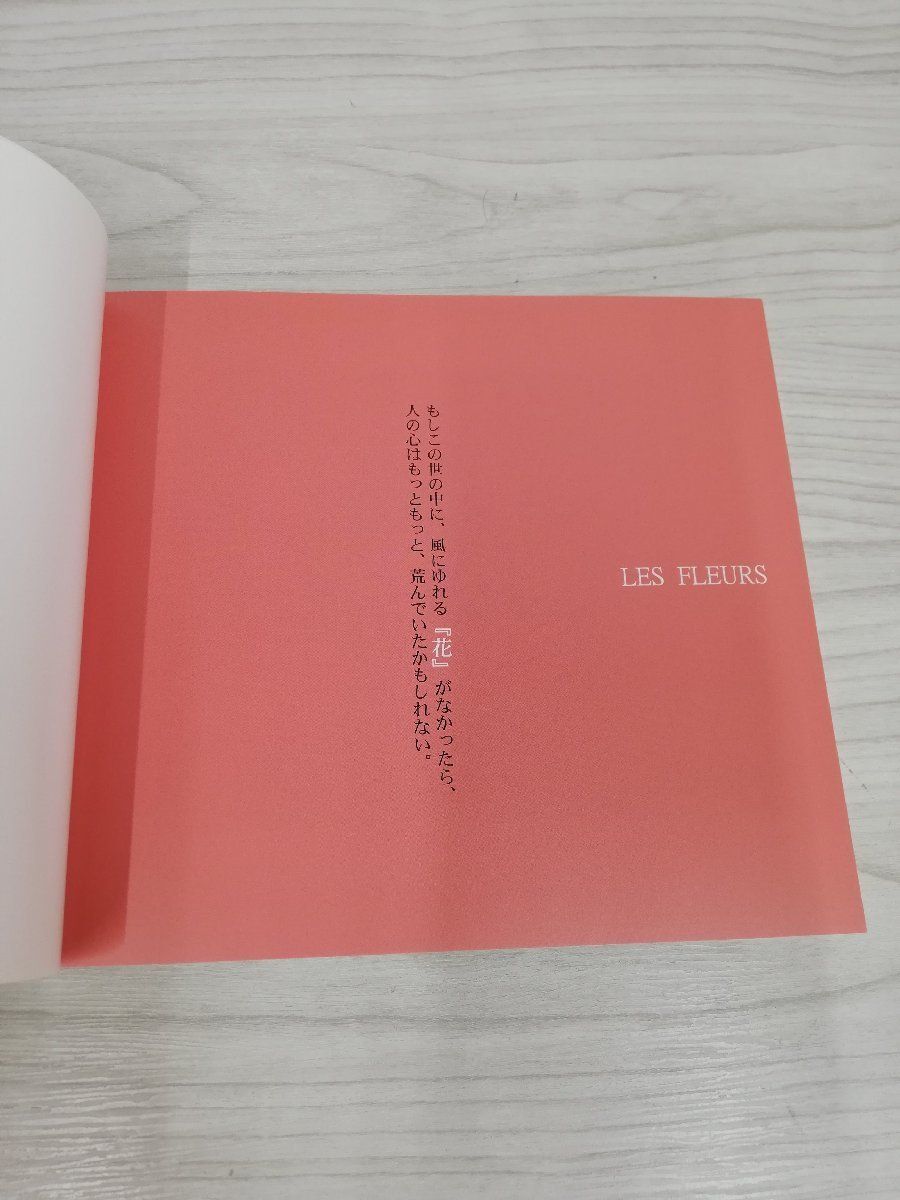 もしこの世の中に、風にゆれる『花』がなかったら、
人の心はもっともっと、荒んでいたかもしれない。
LES FLEURS